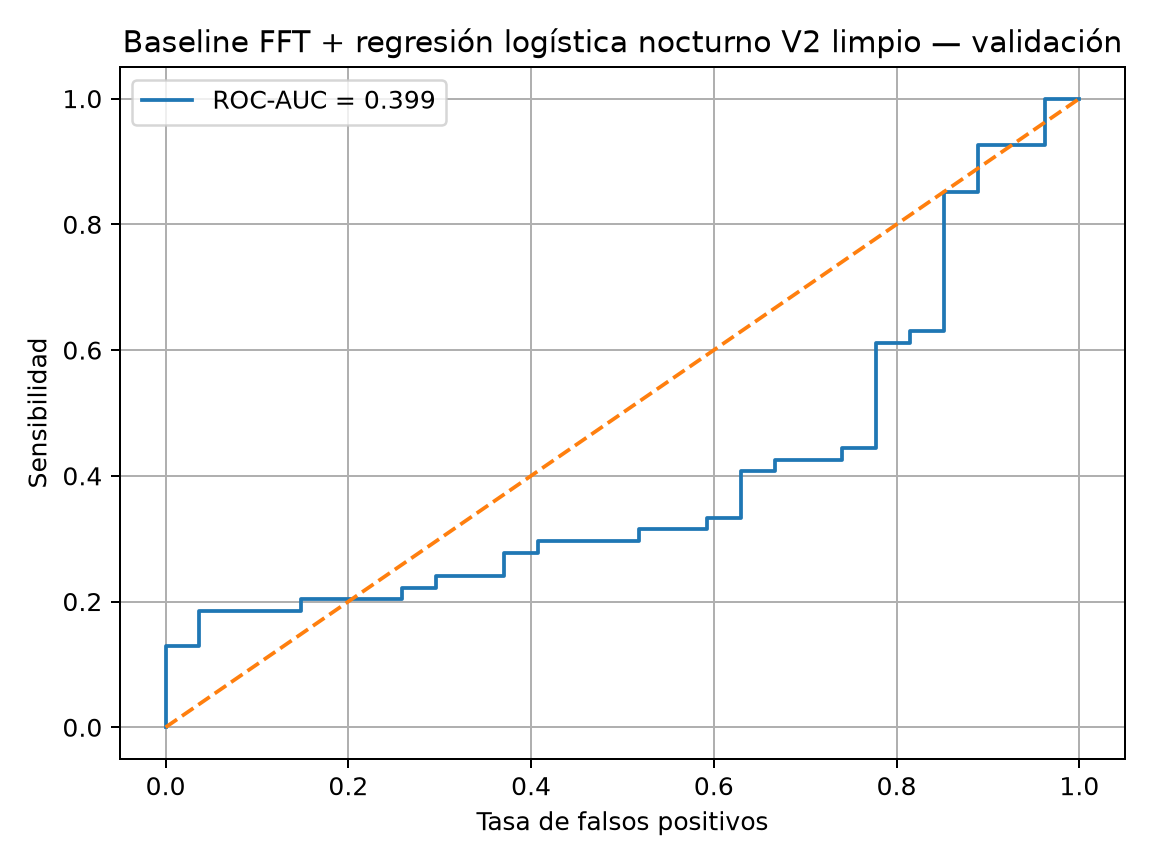 Baseline FFT + regresión logística nocturno V2 limpio — validación
ROC-AUC = 0.399
1.0
0.8
0.6
0.4
0.2
0.0
Sensibilidad
0.0 0.2 0.4 0.6 0.8 1.0
Tasa de falsos positivos